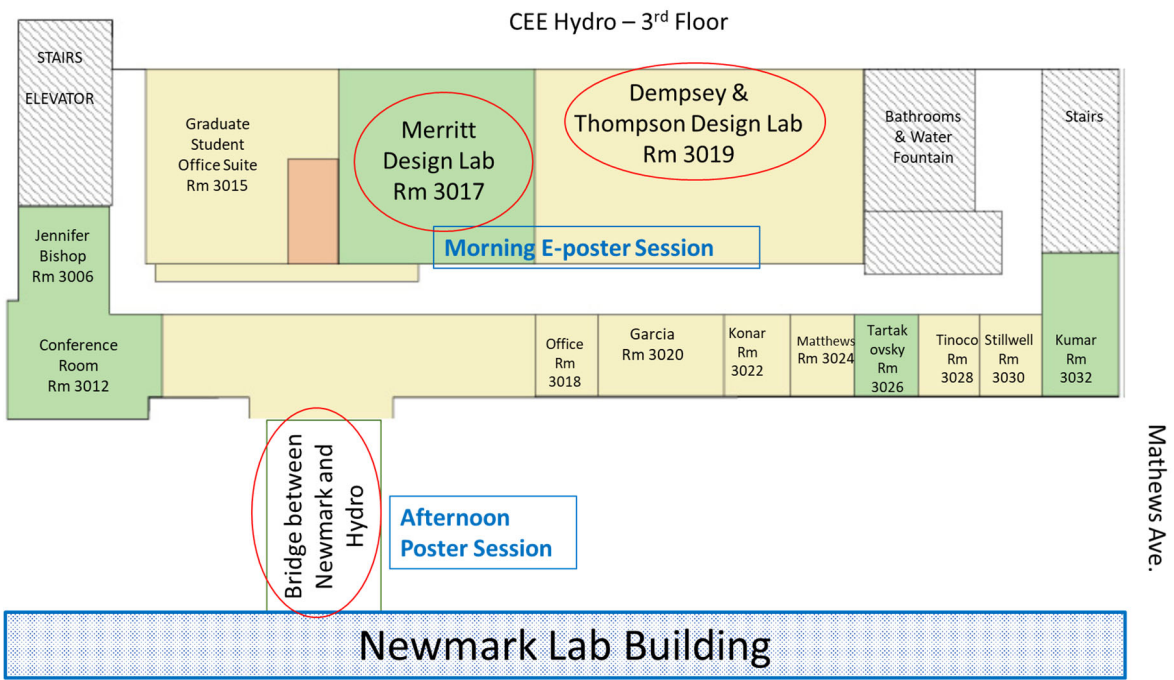 CEE Hydro – 3rd Floor
STAIRS
ELEVATOR
Graduate
Student
Office Suite
Rm 3015
Merritt
Design Lab
Rm 3017
Dempsey &
Thompson Design Lab
Rm 3019
Bathrooms
& Water
Fountain
Stairs
Morning E-poster Session
Jennifer
Bishop
Rm 3006
Conference
Room
Rm 3012
Office
Rm
3018
Garcia
Rm 3020
Konar
Rm
3022
Matthews
Rm 3024
Tartak
ovsky
Rm
3026
Tinoco
Rm
3028
Stillwell
Rm
3030
Kumar
Rm
3032
Bridge between
Newmark and
Hydro
Afternoon
Poster Session
Mathews Ave.
Newmark Lab Building